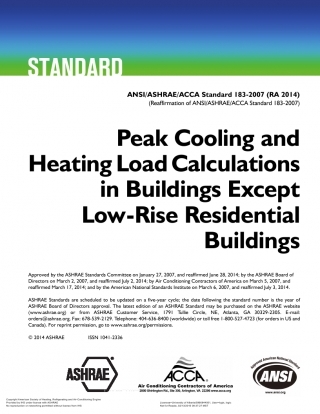 STANDARD
ANSI/ASHRAE/ACCA Standard 183-2007 (RA 2014)
(Reaffirmation of ANSI/ASHRAE/ACCA Standard 183-2007)
Peak Cooling and
Heating Load Calculations
in Buildings Except
Low-Rise Residential
Buildings
Approved by the ASHRAE Standards Committee on January 27, 2007, and reaffirmed June 28, 2014; by the ASHRAE Board of
Directors on March 2, 2007, and reaffirmed July 2, 2014; by Air Conditioning Contractors of America on March 5, 2007, and
reaffirmed March 17, 2014; and by the American National Standards Institute on March 6, 2007, and reaffirmed July 3, 2014.
ASHRAE Standards are scheduled to be updated on a five-year cycle; the date following the standard number is the year of
ASHRAE Board of Directors approval. The latest edition of an ASHRAE Standard may be purchased on the ASHRAE website
(www.ashrae.org) or from ASHRAE Customer Service, 1791 Tullie Circle, NE, Atlanta, GA 30329-2305. E-mail:
orders@ashrae.org. Fax: 678-539-2129. Telephone: 404-636-8400 (worldwide) or toll free 1-800-527-4723 (for orders in US and
Canada). For reprint permission, go to www.ashrae.org/permissions.
© 2014 ASHRAE ISSN 1041-2336
ASHRAE
ACCA
Air Conditioning Contractors of America
ANSI